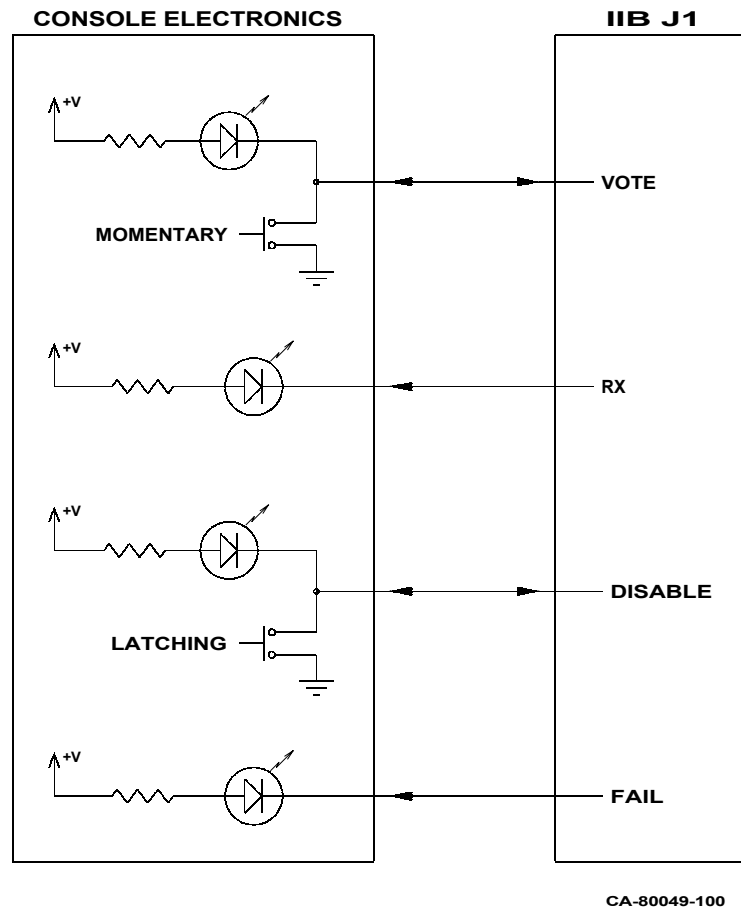 CONSOLE ELECTRONICS
IIB J1
+V
VOTE
MOMENTARY
+V
RX
+V
DISABLE
LATCHING
+V
FAIL
CA-80049-100